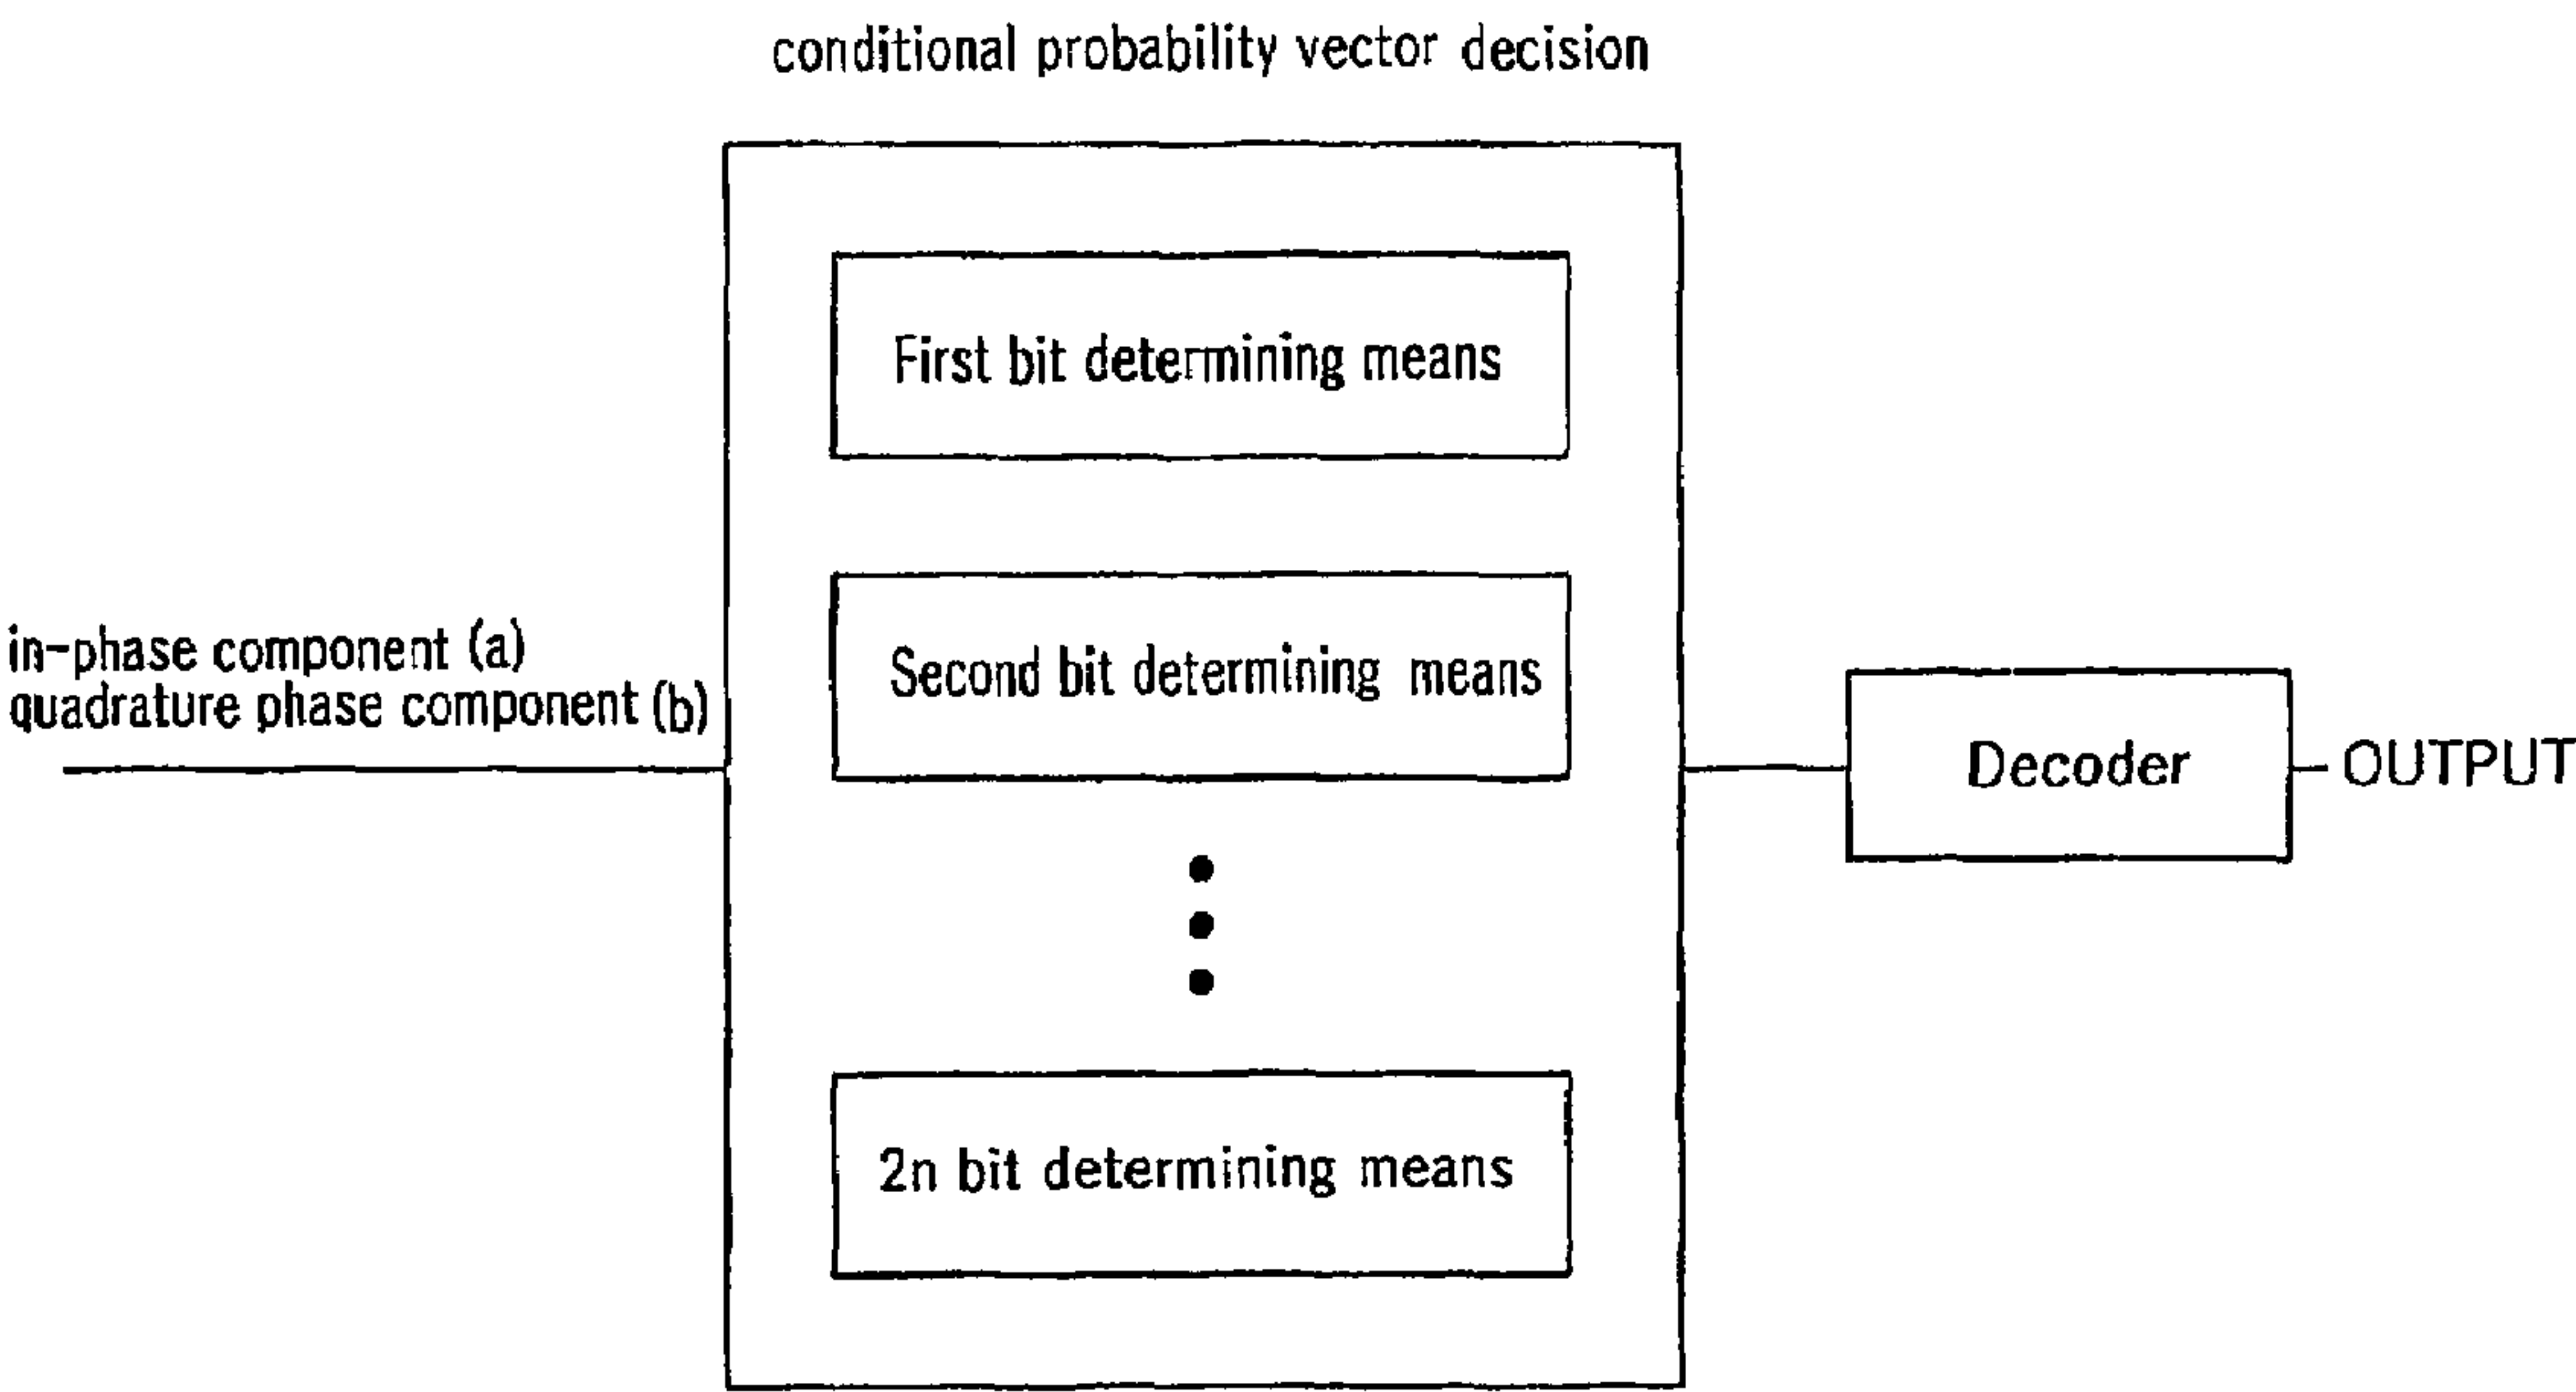 conditional probability vector decision
First bit determining means
Second bit determining means
in-phase component (a)
quadrature phase component (b)
Decoder
OUTPUT
2n bit determining means